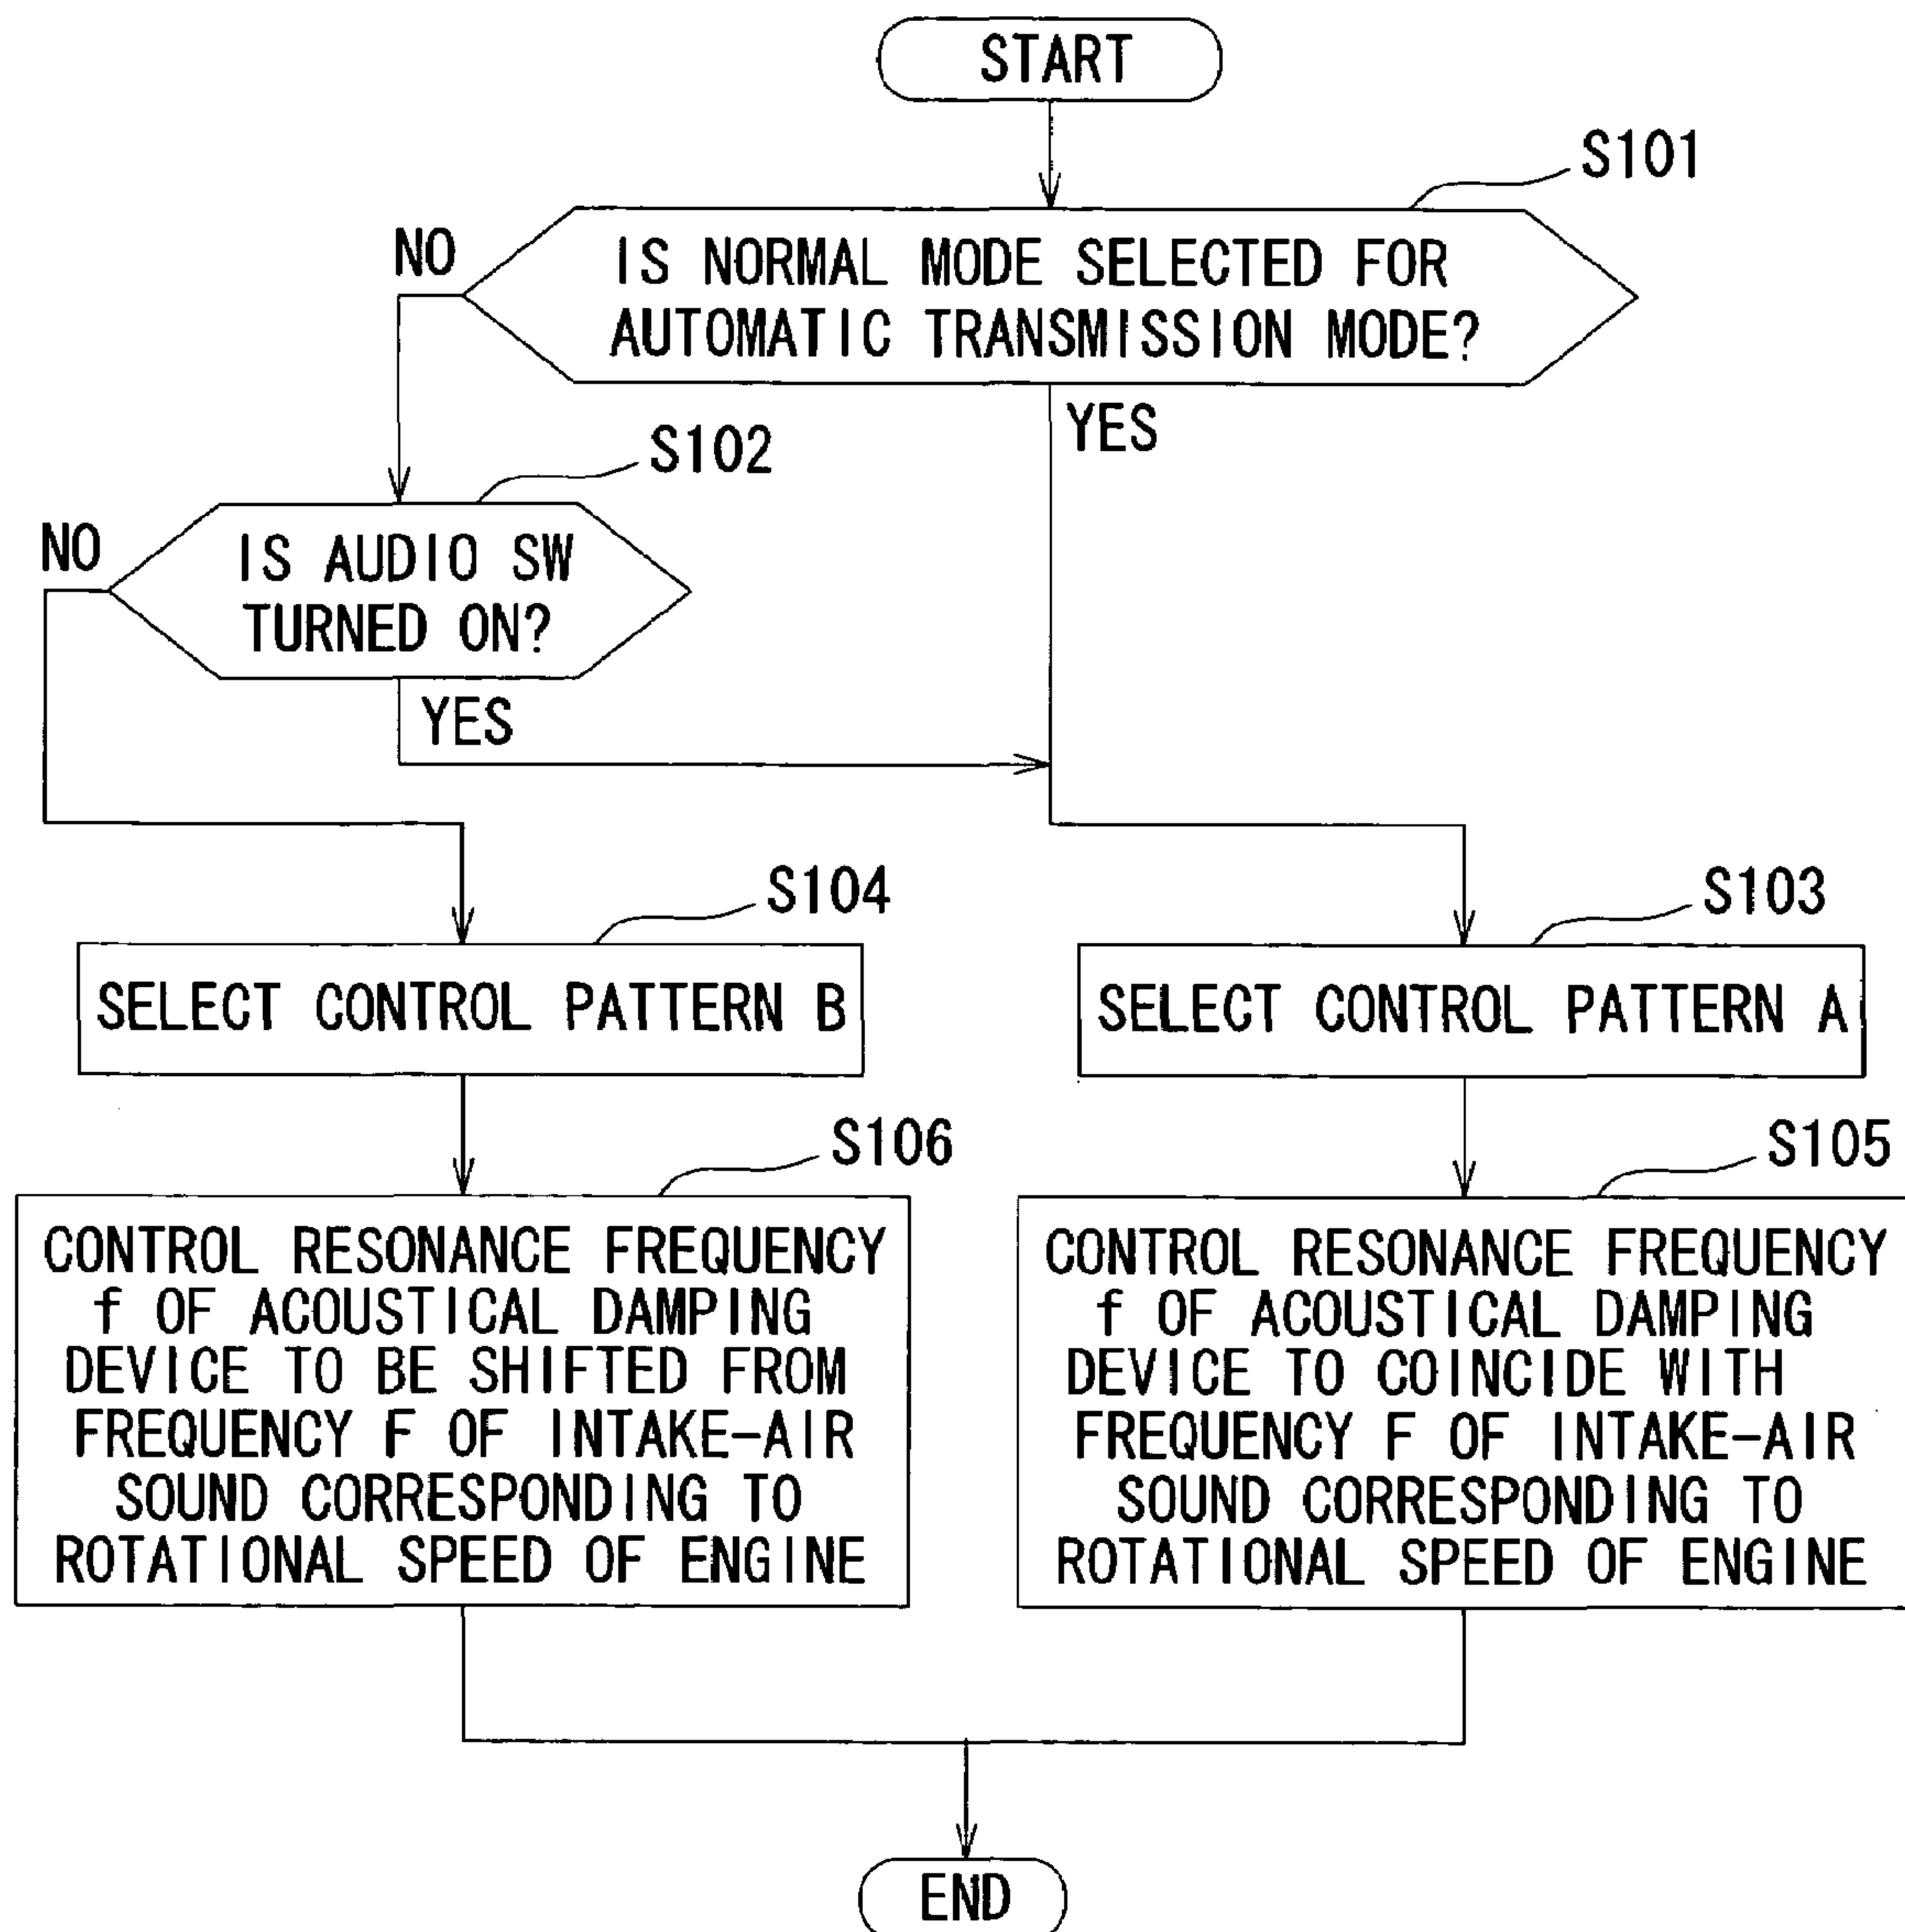 START
S101
NO
IS NORMAL MODE SELECTED FOR
AUTOMATIC TRANSMISSION MODE?
YES
S102
NO
IS AUDIO SW
TURNED ON?
YES
S104
S103
SELECT CONTROL PATTERN B
SELECT CONTROL PATTERN A
S106
S105
CONTROL RESONANCE FREQUENCY
f OF ACOUSTICAL DAMPING
DEVICE TO BE SHIFTED FROM
FREQUENCY F OF INTAKE-AIR
SOUND CORRESPONDING TO
ROTATIONAL SPEED OF ENGINE
CONTROL RESONANCE FREQUENCY
f OF ACOUSTICAL DAMPING
DEVICE TO COINCIDE WITH
FREQUENCY F OF INTAKE-AIR
SOUND CORRESPONDING TO
ROTATIONAL SPEED OF ENGINE
END